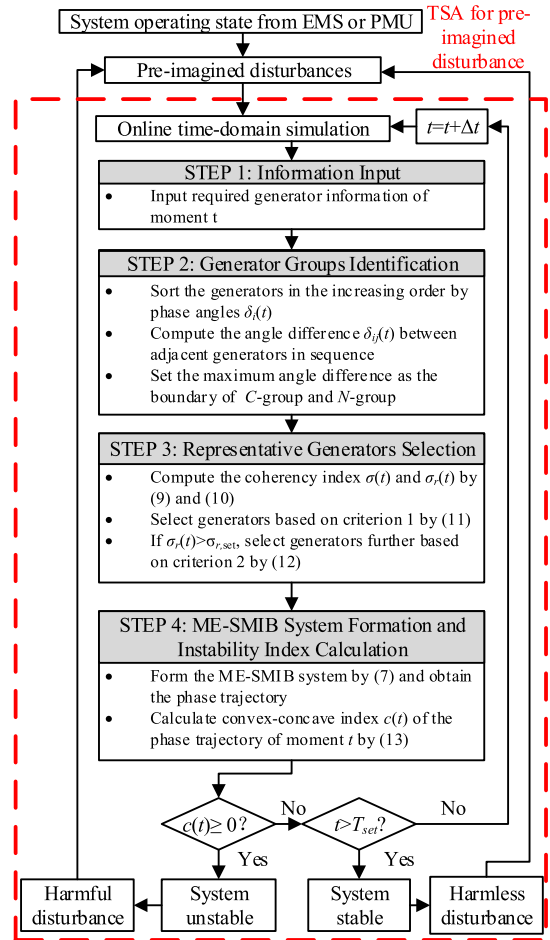 System operating state from EMS or PMU
TSA for pre-
imagined
disturbance
Pre-imagined disturbances
Online time-domain simulation
t=t+Δt
STEP 1: Information Input
• Input required generator information of
moment t
STEP 2: Generator Groups Identification
• Sort the generators in the increasing order by
phase angles δi(t)
• Compute the angle difference δij(t) between
adjacent generators in sequence
• Set the maximum angle difference as the
boundary of C-group and N-group
STEP 3: Representative Generators Selection
• Compute the coherency index σ(t) and σr(t) by
(9) and (10)
• Select generators based on criterion 1 by (11)
• If σr(t)>σr,set, select generators further based
on criterion 2 by (12)
STEP 4: ME-SMIB System Formation and
Instability Index Calculation
• Form the ME-SMIB system by (7) and obtain
the phase trajectory
• Calculate convex-concave index c(t) of the
phase trajectory of moment t by (13)
c(t)≥ 0?
No
t>Tset?
No
Yes
Yes
Harmful
disturbance
System
unstable
System
stable
Harmless
disturbance